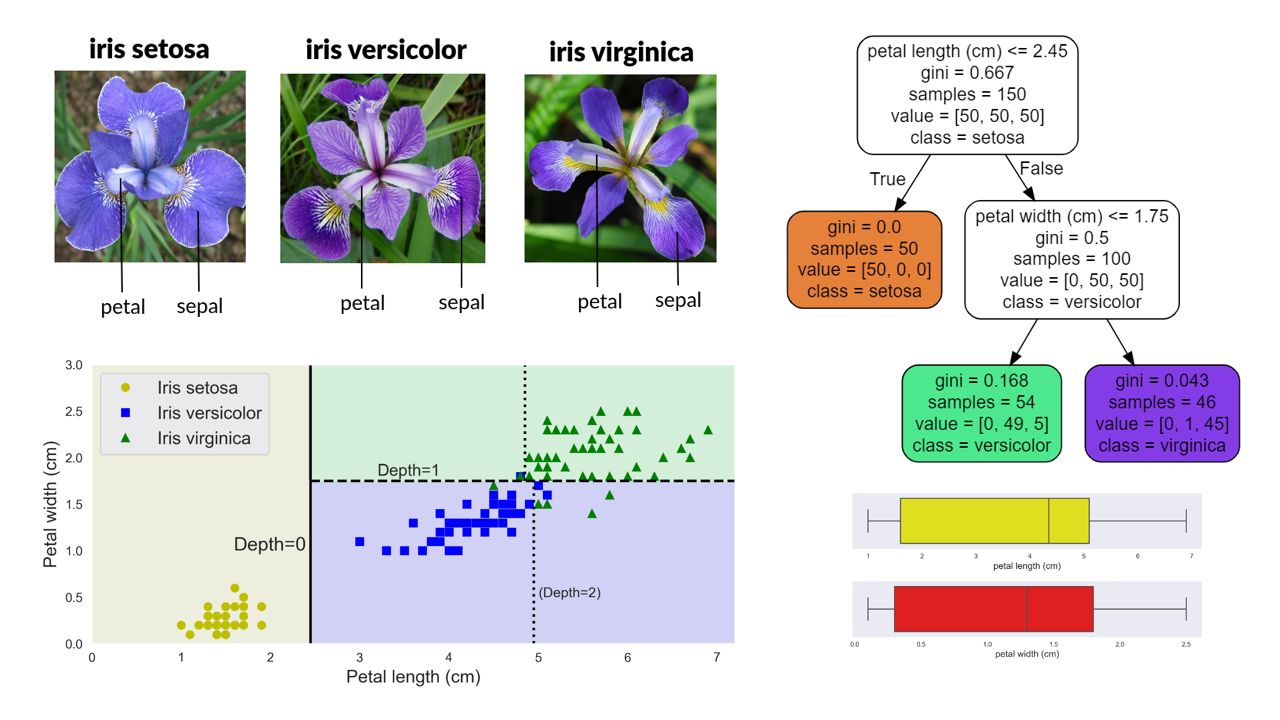 iris setosa
petal
sepal
iris versicolor
petal
sepal
iris virginica
petal
sepal
petal length (cm) <= 2.45
gini = 0.667
samples = 150
value = [50, 50, 50]
class = setosa
True
False
gini = 0.0
samples = 50
value = [50, 0, 0]
class = setosa
petal width (cm) <= 1.75
gini = 0.5
samples = 100
value = [0, 50, 50]
class = versicolor
gini = 0.168
samples = 54
value = [0, 49, 5]
class = versicolor
gini = 0.043
samples = 46
value = [0, 1, 45]
class = virginica
Iris setosa
Iris versicolor
Iris virginica
Depth=1
Depth=0
(Depth=2)
Petal width (cm)
3.0
2.5
2.0
1.5
1.0
0.5
0.0
0 1 2 3 4 5 6 7
Petal length (cm)
1 2 3 4 5 6 7
petal length (cm)
0.0 0.5 1.0 1.5 2.0 2.5
petal width (cm)